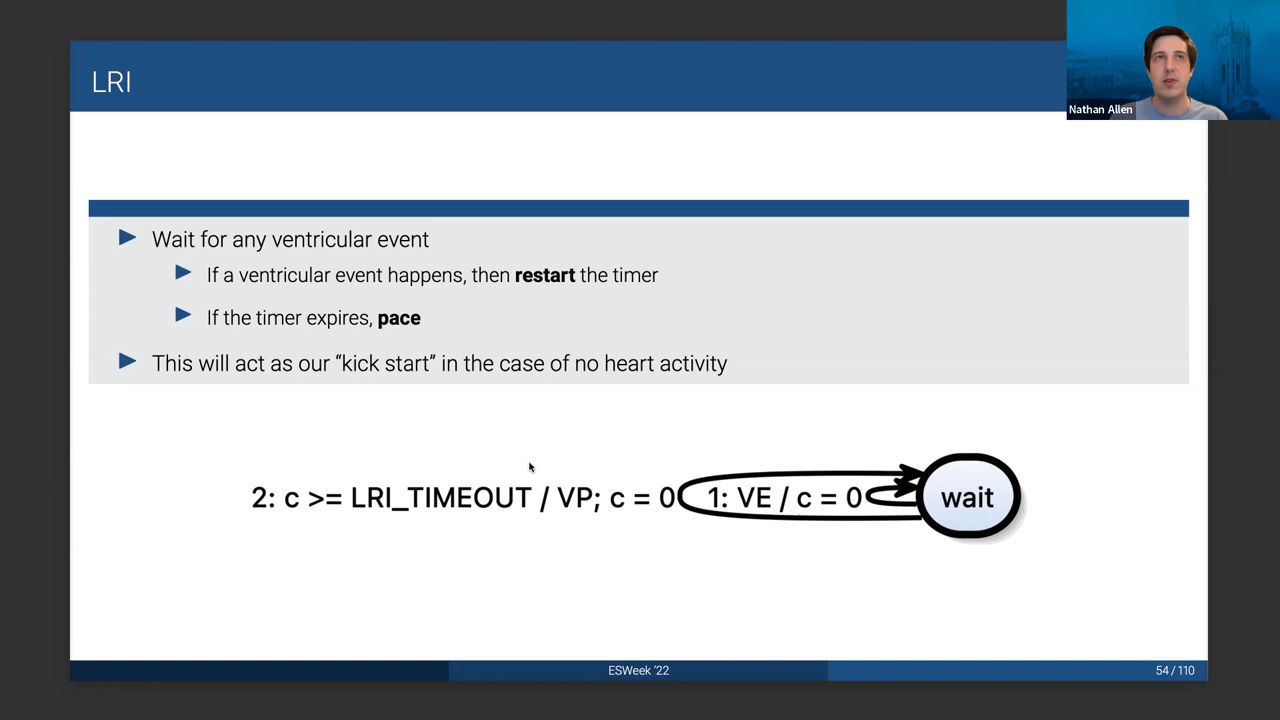 LRI
Nathan Allen
Wait for any ventricular event
If a ventricular event happens, then restart the timer
If the timer expires, pace
This will act as our “kick start” in the case of no heart activity
2: c >= LRI_TIMEOUT / VP; c = 0
1: VE / c = 0
wait
ESWeek ‘22
54 / 110